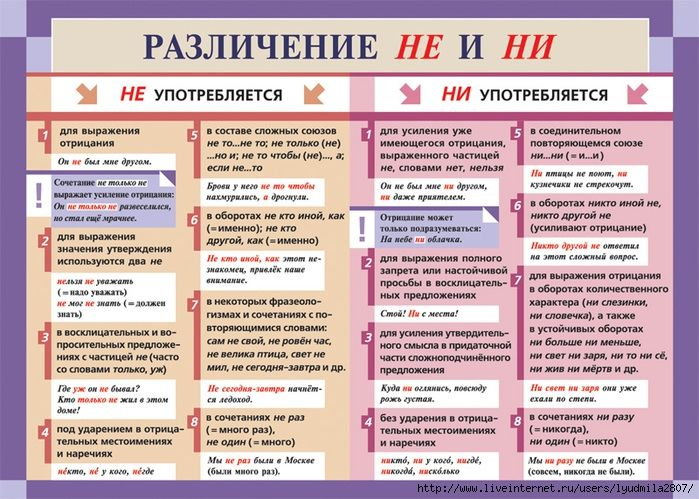 РАЗЛИЧЕНИЕ НЕ И НИ
НЕ УПОТРЕБЛЯЕТСЯ
1
для выражения
отрицания
Он не был мне другом.
!
Сочетание не только не
выражает усиление отрицания:
Он не только не развеселился,
но стал ещё мрачнее.
2
для выражения
значения утверждения
используются два не
нельзя не уважать
(=надо уважать)
не мог не знать (=должен
знать)
3
в восклицательных и во-
просительных предложе-
ниях с частицей не (часто
со словами только, уж)
Где уж он не бывал?
Кто только не жил в этом
доме!
4
под ударением в отрица-
тельных местоимениях
и наречиях
не́кто, не́ у кого, не́где
5
в составе сложных союзов
не то...не то; не только (не)
...но и; не то чтобы (не)..., а;
если не...то
Брови у него не то чтобы
нахмурились, а дрогнули.
6
в оборотах не кто иной, как
(=именно); не кто
другой, как (=именно)
Не кто иной, как этот не-
знакомец, привлёк наше
внимание.
7
в некоторых фразеоло-
гизмах и сочетаниях с по-
вторяющимися словами:
сам не свой, не ровён час,
не велика птица, свет не
мил, не сегодня-завтра и др.
Не сегодня-завтра начнёт-
ся ледоход.
8
в сочетаниях не раз
(=много раз),
не один (=много)
Мы не раз были в Москве
(были много раз).
НИ УПОТРЕБЛЯЕТСЯ
1
для усиления уже
имеющегося отрицания,
выраженного частицей
не, словами нет, нельзя
Он не был мне ни другом,
ни даже приятелем.
!
Отрицание может
только подразумеваться:
На небе ни облачка.
2
для выражения полного
запрета или настойчивой
просьбы в восклицатель-
ных предложениях
Стой! Ни с места!
3
для усиления утвердитель-
ного смысла в придаточной
части сложноподчинённого
предложения
Куда ни оглянись, повсюду
рожь густая.
4
без ударения в отрица-
тельных местоимениях
и наречиях
никто́, ни у кого́, нигде́,
никогда́, ниско́лько
5
в соединительном
повторяющемся союзе
ни...ни (=и...и)
Ни птицы не поют, ни
кузнечики не стрекочут.
6
в оборотах никто иной не,
никто другой не
(усиливают отрицание)
Никто другой не ответил
на этот сложный вопрос.
7
для выражения отрицания
в оборотах количественного
характера (ни слезинки,
ни словечка), а также
в устойчивых оборотах
ни больше ни меньше,
ни свет ни заря, ни то ни сё,
ни жив ни мёртв и др.
Ни свет ни заря они уже
ехали по степи.
8
в сочетаниях ни разу
(=никогда),
ни один (=никто)
Мы ни разу не были в Москве
(совсем, никогда не были).
http://www.liveinternet.ru/users/lyudmila2807/